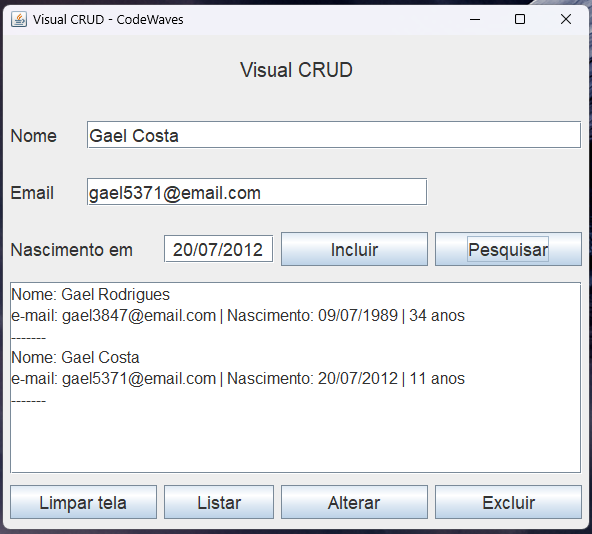 Visual CRUD - CodeWaves
Visual CRUD
Nome Gael Costa
Email gael5371@email.com
Nascimento em 20/07/2012 Incluir Pesquisar
Nome: Gael Rodrigues
e-mail: gael3847@email.com | Nascimento: 09/07/1989 | 34 anos
-------
Nome: Gael Costa
e-mail: gael5371@email.com | Nascimento: 20/07/2012 | 11 anos
-------
Limpar tela Listar Alterar Excluir